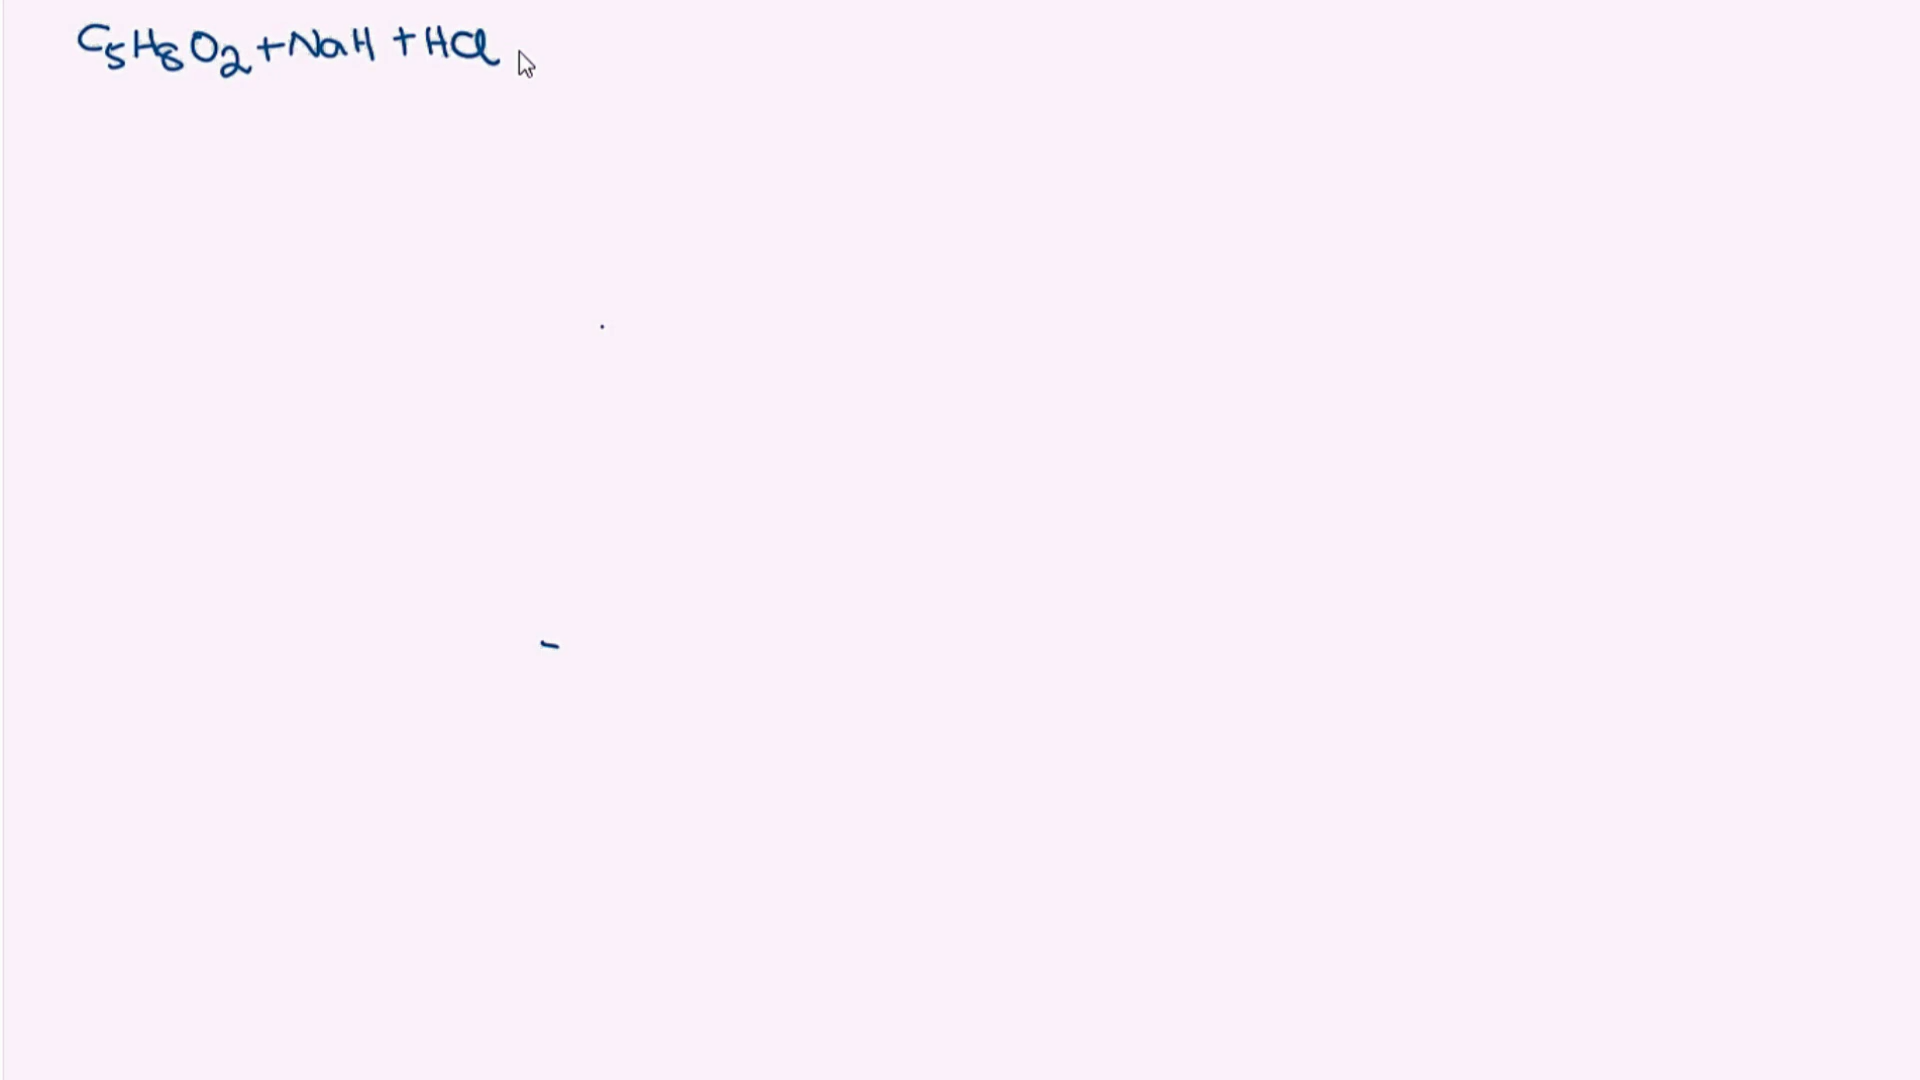 C₅H₈O₂ + NaH + HCl